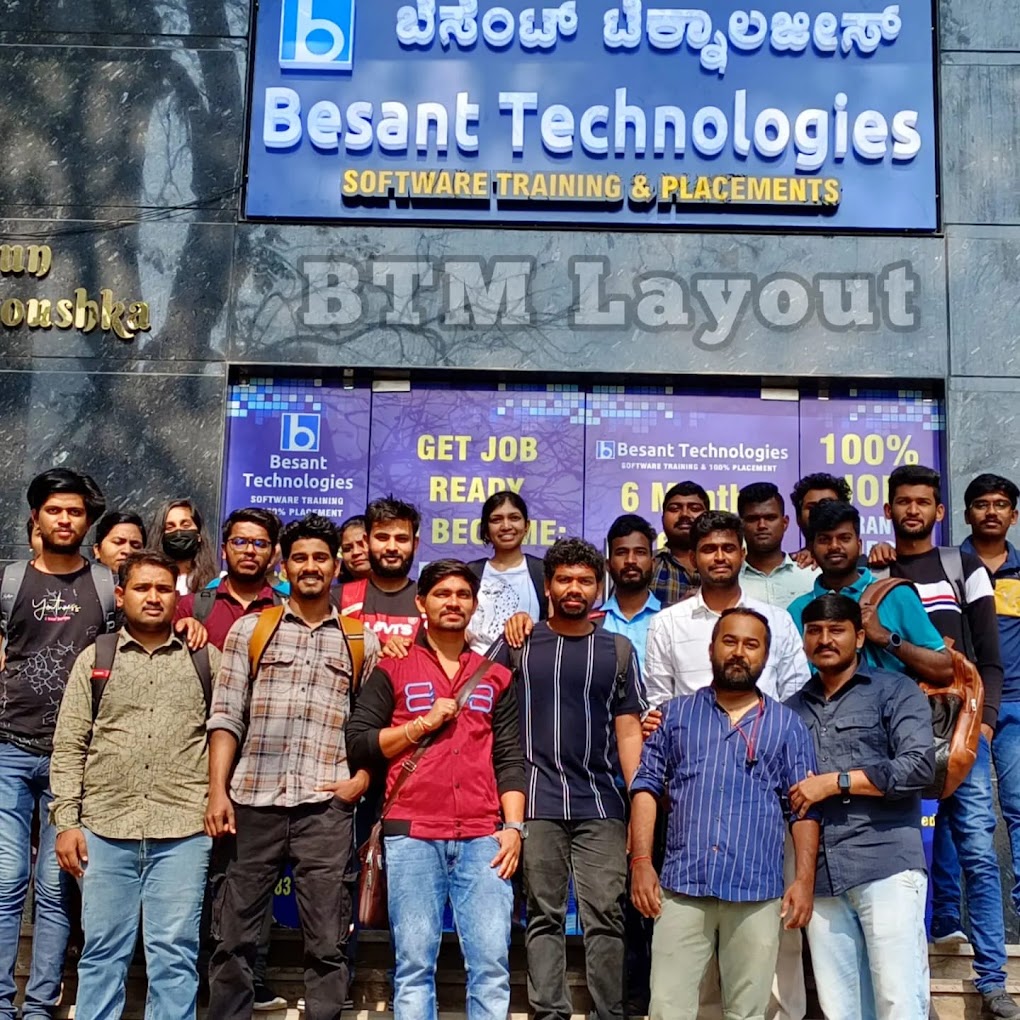 b
ಬೆಸೆಂಟ್ ಟೆಕ್ನಾಲಜೀಸ್
Besant Technologies
SOFTWARE TRAINING & PLACEMENTS
BTM Layout
oushka
b
Besant
Technologies
SOFTWARE TRAINING
GET JOB
READY
BECOME:
b Besant Technologies
SOFTWARE TRAINING & 100% PLACEMENT
6
100%